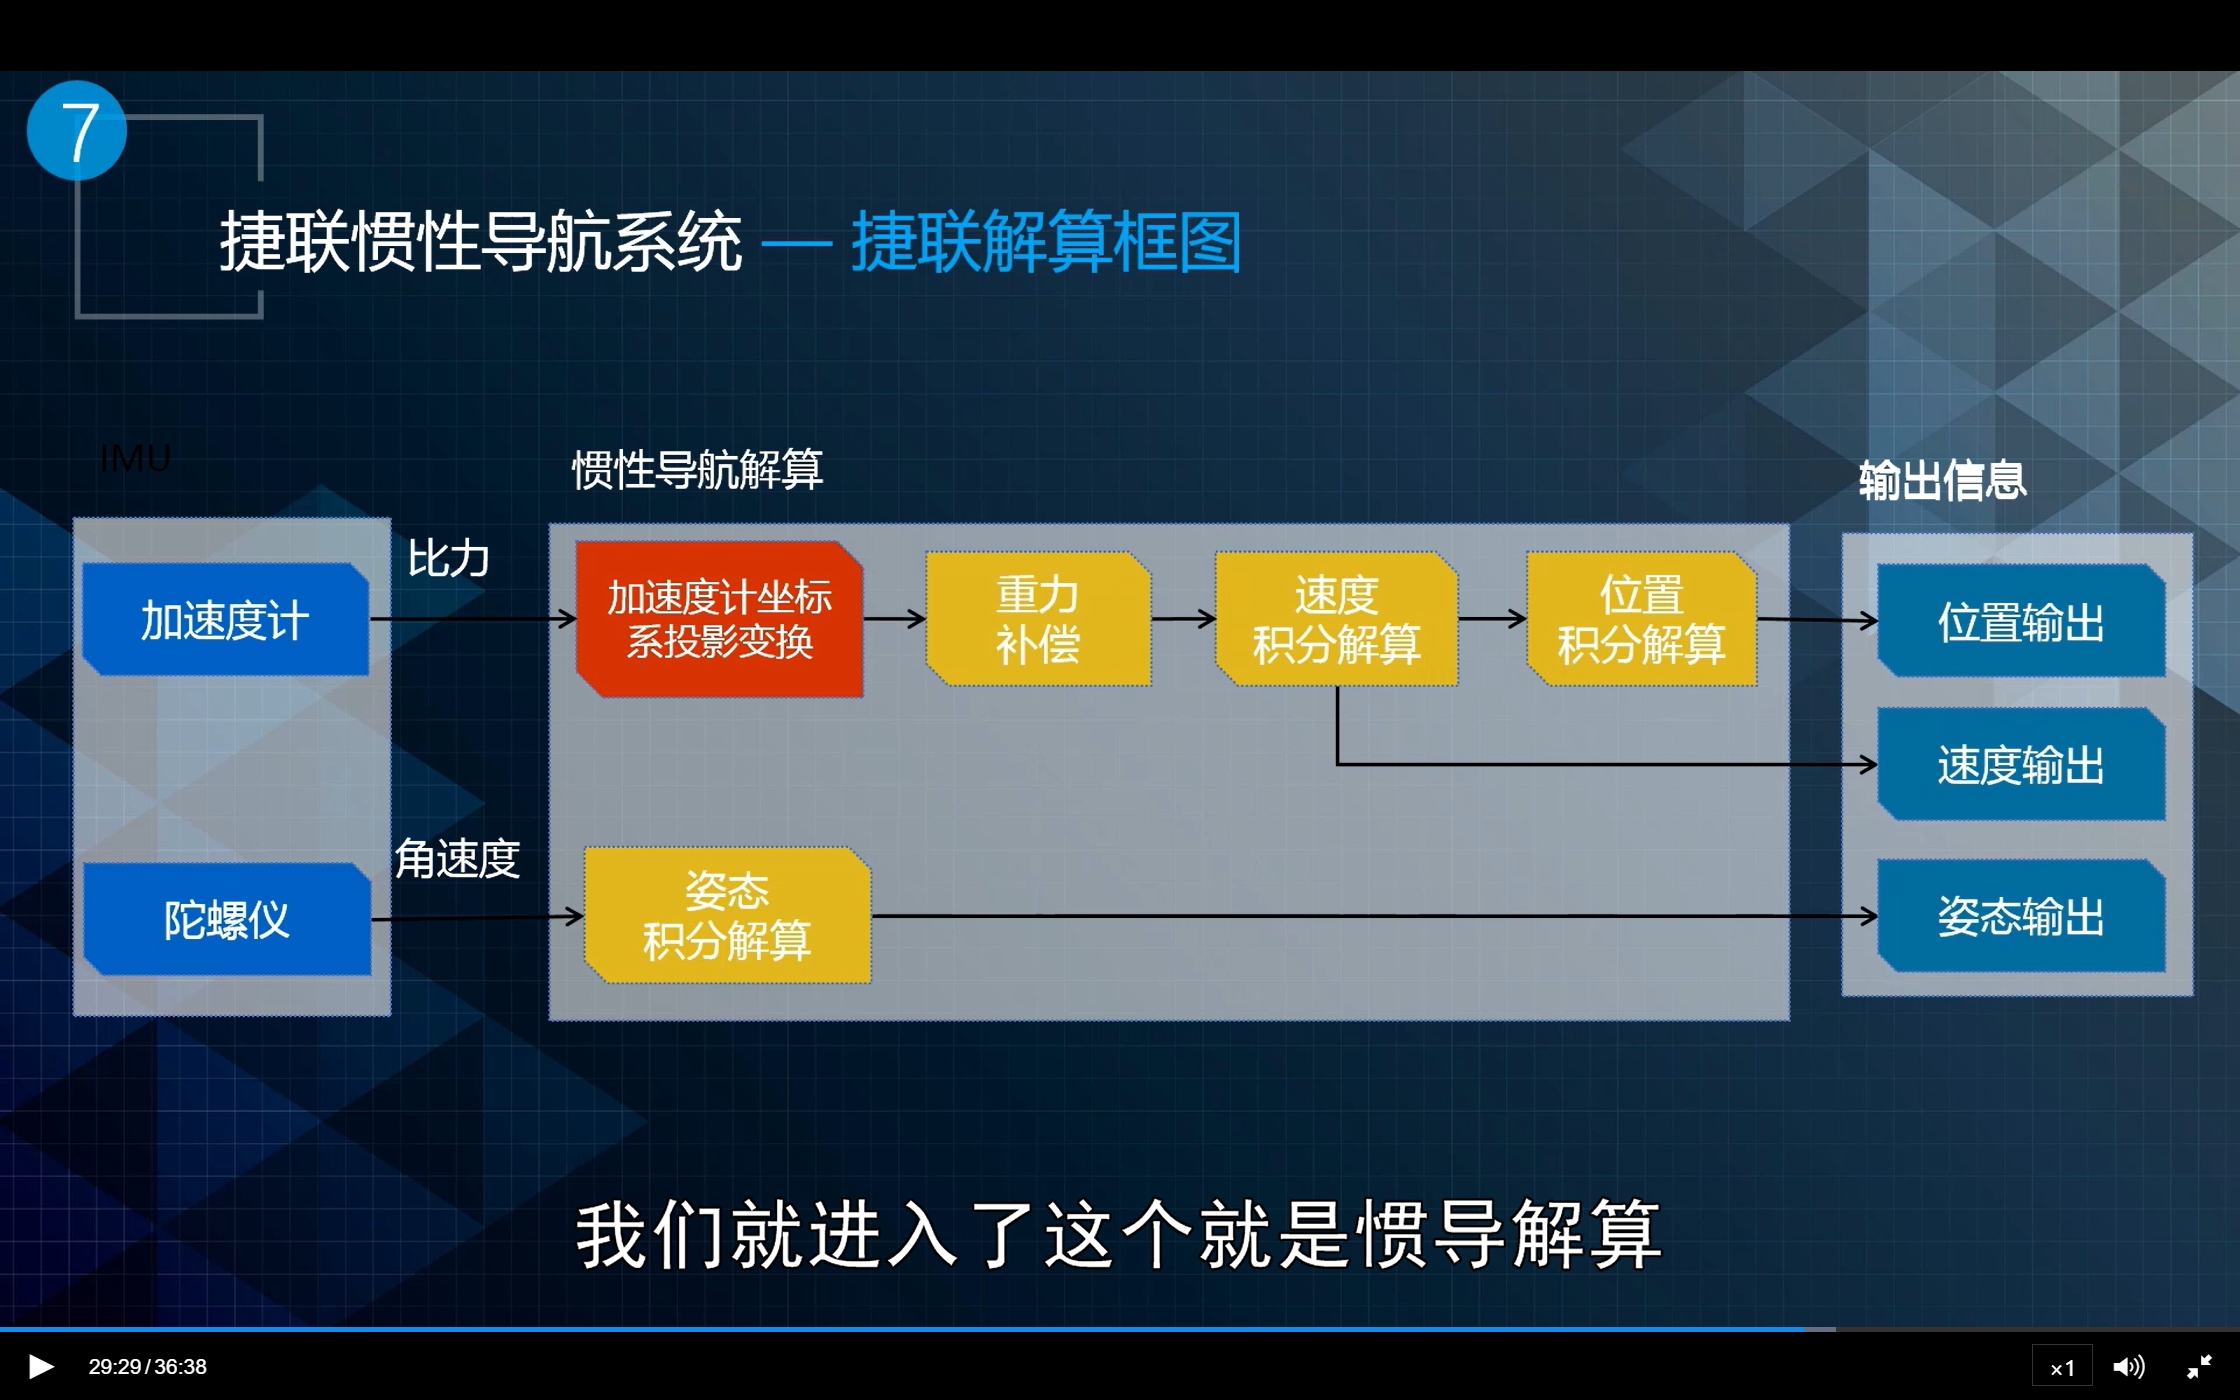 7
捷联惯性导航系统 — 捷联解算框图
IMU
惯性导航解算
输出信息
比力
加速度计
加速度计坐标
系投影变换
重力
补偿
速度
积分解算
位置
积分解算
位置输出
速度输出
角速度
陀螺仪
姿态
积分解算
姿态输出
我们就进入了这个就是惯导解算
29:29/36:38
×1